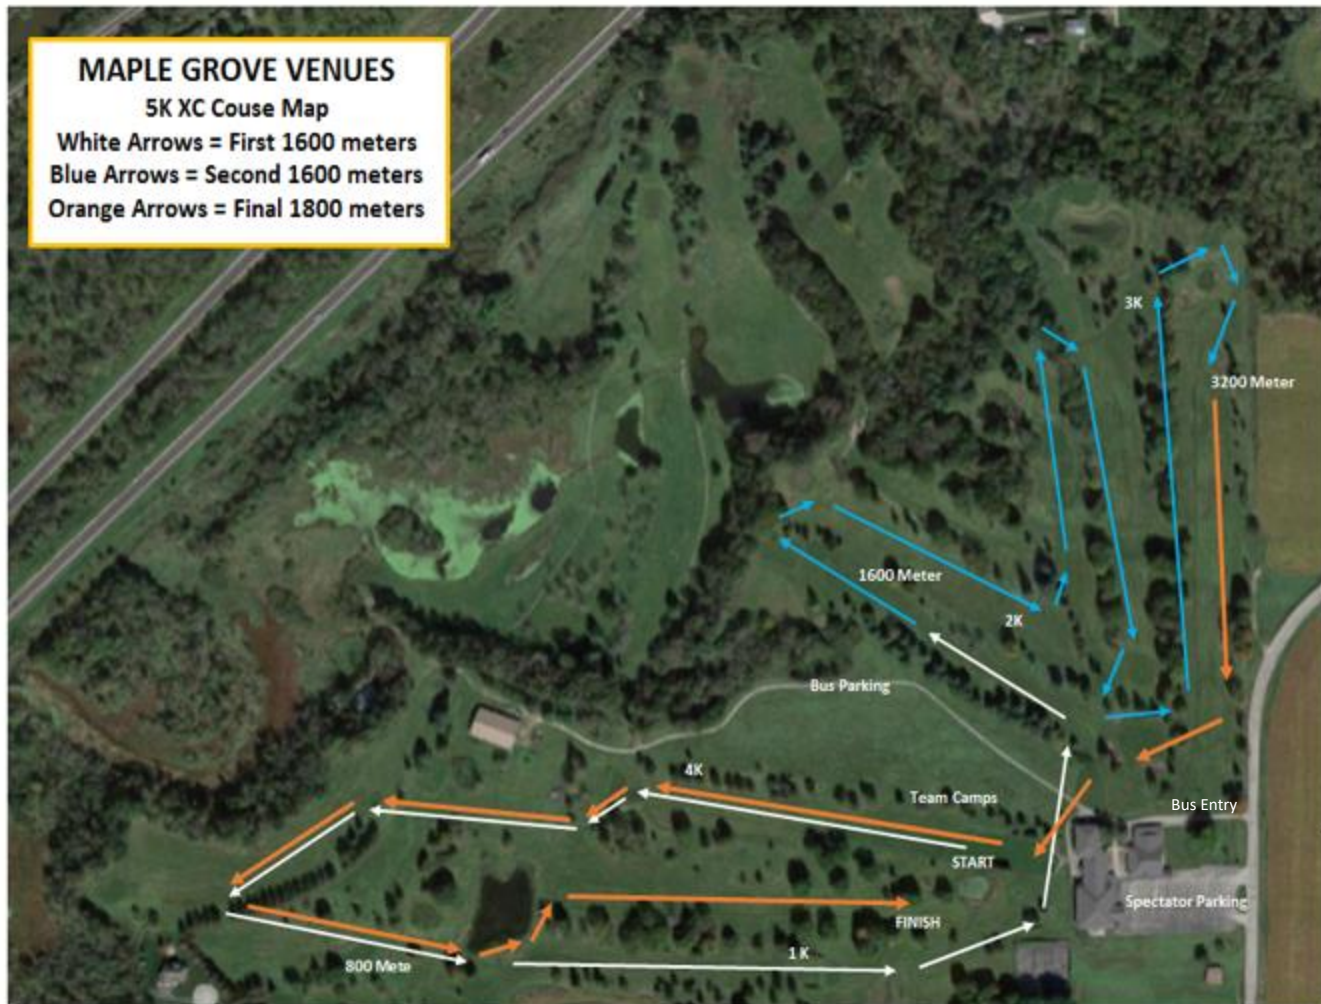 MAPLE GROVE VENUES
5K XC Couse Map
White Arrows = First 1600 meters
Blue Arrows = Second 1600 meters
Orange Arrows = Final 1800 meters
3K
3200 Meter
1600 Meter
2K
Bus Parking
4K
Team Camps
Bus Entry
START
Spectator Parking
FINISH
1 K
800 Mete